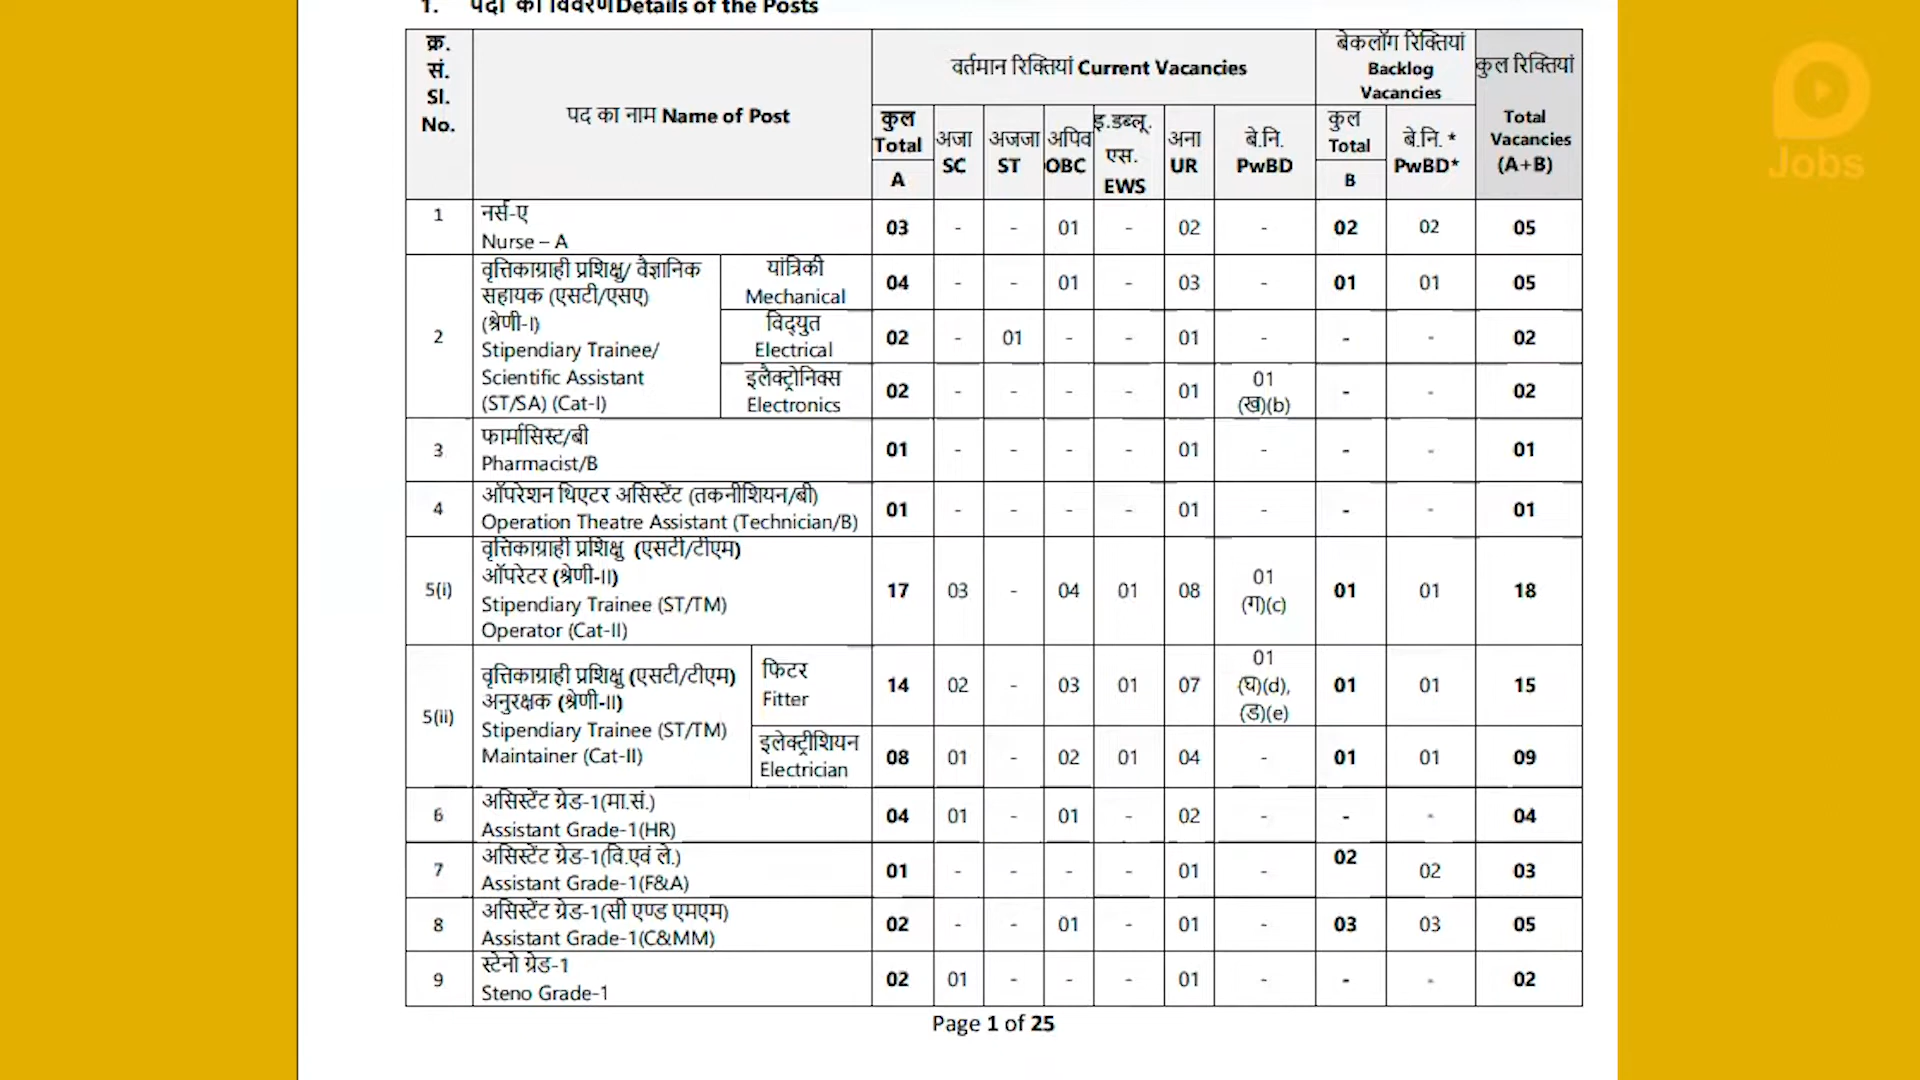 1. पदों का विवरणDetails of the Posts
क्र. सं. Sl. No.
पद का नाम Name of Post
वर्तमान रिक्तियां Current Vacancies
बेकलॉग रिक्तियां Backlog Vacancies
कुल रिक्तियां Total Vacancies (A+B)
कुल Total A
अजा SC
अजजा ST
अपिव OBC
इ.डब्लू. एस. EWS
अना UR
बे.नि. PwBD
कुल Total B
बे.नि. * PwBD*
Jobs
1 नर्स-ए Nurse – A 03 - - 01 - 02 - 02 02 05
2 वृत्तिकाग्राही प्रशिक्षु/ वैज्ञानिक सहायक (एसटी/एसए) (श्रेणी-I) Stipendiary Trainee/ Scientific Assistant (ST/SA) (Cat-I)
यांत्रिकी Mechanical 04 - - 01 - 03 - 01 01 05
विद्युत Electrical 02 - 01 - - 01 - - - 02
इलैक्ट्रोनिक्स Electronics 02 - - - - 01 01 (ख)(b) - - 02
3 फार्मासिस्ट/बी Pharmacist/B 01 - - - - 01 - - - 01
4 ऑपरेशन थिएटर असिस्टेंट (तकनीशियन/बी) Operation Theatre Assistant (Technician/B) 01 - - - - 01 - - - 01
5(i) वृत्तिकाग्राही प्रशिक्षु (एसटी/टीएम) ऑपरेटर (श्रेणी-II) Stipendiary Trainee (ST/TM) Operator (Cat-II) 17 03 - 04 01 08 01 (ग)(c) 01 01 18
5(ii) वृत्तिकाग्राही प्रशिक्षु (एसटी/टीएम) अनुरक्षक (श्रेणी-II) Stipendiary Trainee (ST/TM) Maintainer (Cat-II)
फिटर Fitter 14 02 - 03 01 07 01 (घ)(d), (ड)(e) 01 01 15
इलेक्ट्रीशियन Electrician 08 01 - 02 01 04 - 01 01 09
6 असिस्टेंट ग्रेड-1(मा.सं.) Assistant Grade-1(HR) 04 01 - 01 - 02 - - - 04
7 असिस्टेंट ग्रेड-1(वि.एवं ले.) Assistant Grade-1(F&A) 01 - - - - 01 - 02 02 03
8 असिस्टेंट ग्रेड-1(सी एण्ड एमएम) Assistant Grade-1(C&MM) 02 - - 01 - 01 - 03 03 05
9 स्टेनो ग्रेड-1 Steno Grade-1 02 01 - - - 01 - - - 02
Page 1 of 25